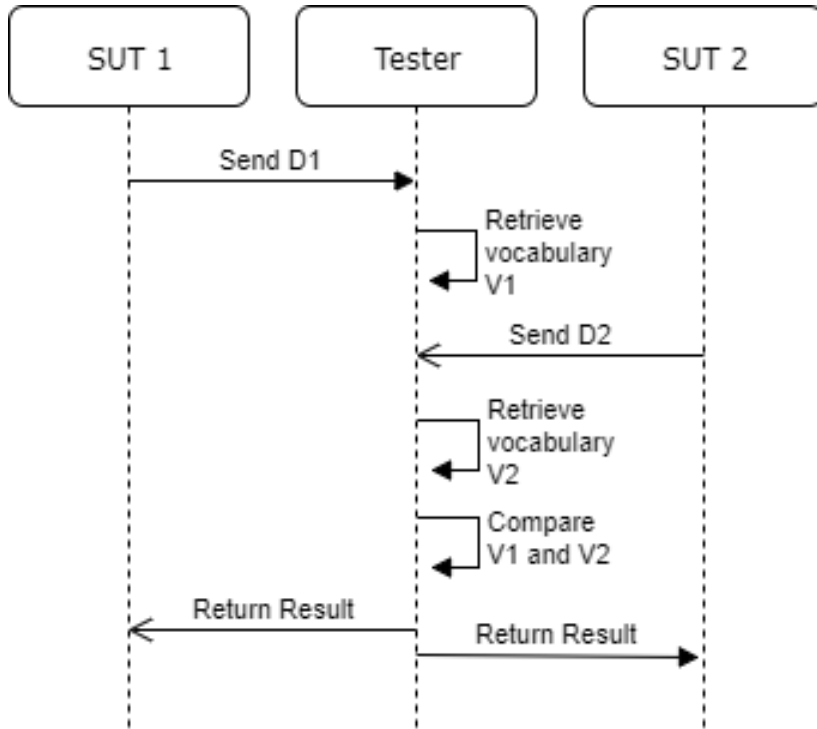 SUT 1
Tester
SUT 2
Send D1
Retrieve
vocabulary
V1
Send D2
Retrieve
vocabulary
V2
Compare
V1 and V2
Return Result
Return Result